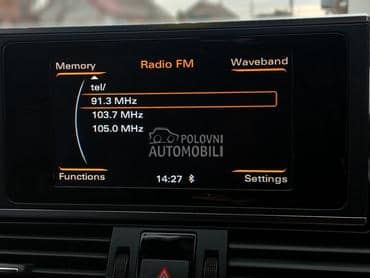 Memory
Radio FM
Waveband
tel/
91.3 MHz
103.7 MHz
105.0 MHz
POLOVNI
AUTOMOBILI
Functions
14:27
Settings